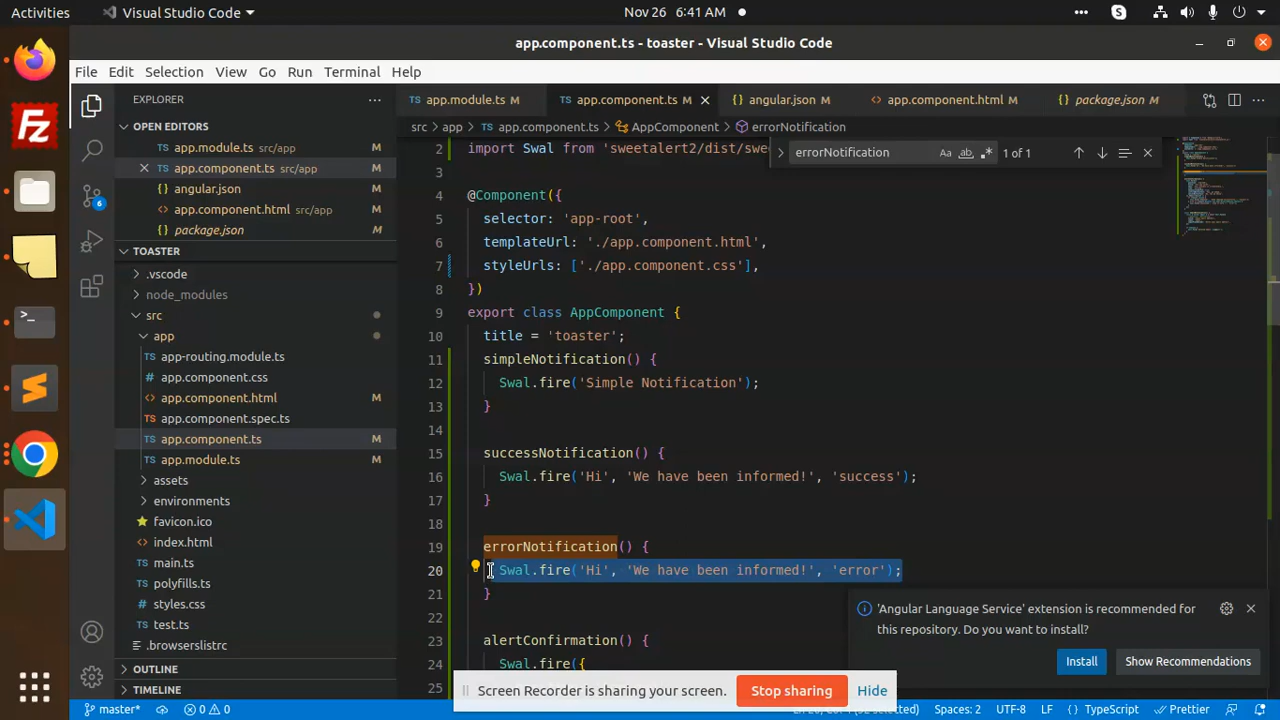 Activities
Visual Studio Code
Nov 26 6:41 AM
app.component.ts - toaster - Visual Studio Code
File Edit Selection View Go Run Terminal Help
EXPLORER
OPEN EDITORS
app.module.ts src/app M
app.component.ts src/app M
angular.json M
app.component.html src/app M
package.json M
TOASTER
.vscode
node_modules
src
app
app-routing.module.ts
app.component.css
app.component.html M
app.component.spec.ts
app.component.ts M
app.module.ts M
assets
environments
favicon.ico
index.html
main.ts
polyfills.ts
styles.css
test.ts
.browserslistrc
OUTLINE
TIMELINE
TS app.module.ts M TS app.component.ts M angular.json M app.component.html M TS package.json M
src > app > TS app.component.ts > AppComponent > errorNotification
errorNotification Aa ab 1 of 1
2 import Swal from 'sweetalert2/dist/swee
3
4 @Component({
5 selector: 'app-root',
6 templateUrl: './app.component.html',
7 styleUrls: ['./app.component.css'],
8 })
9 export class AppComponent {
10 title = 'toaster';
11 simpleNotification() {
12 Swal.fire('Simple Notification');
13 }
14
15 successNotification() {
16 Swal.fire('Hi', 'We have been informed!', 'success');
17 }
18
19 errorNotification() {
20 Swal.fire('Hi', 'We have been informed!', 'error');
21 }
22
23 alertConfirmation() {
24 Swal.fire({
25
'Angular Language Service' extension is recommended for
this repository. Do you want to install?
Install Show Recommendations
Screen Recorder is sharing your screen. Stop sharing Hide
master* 0 0 Spaces: 2 UTF-8 LF {} TypeScript Prettier